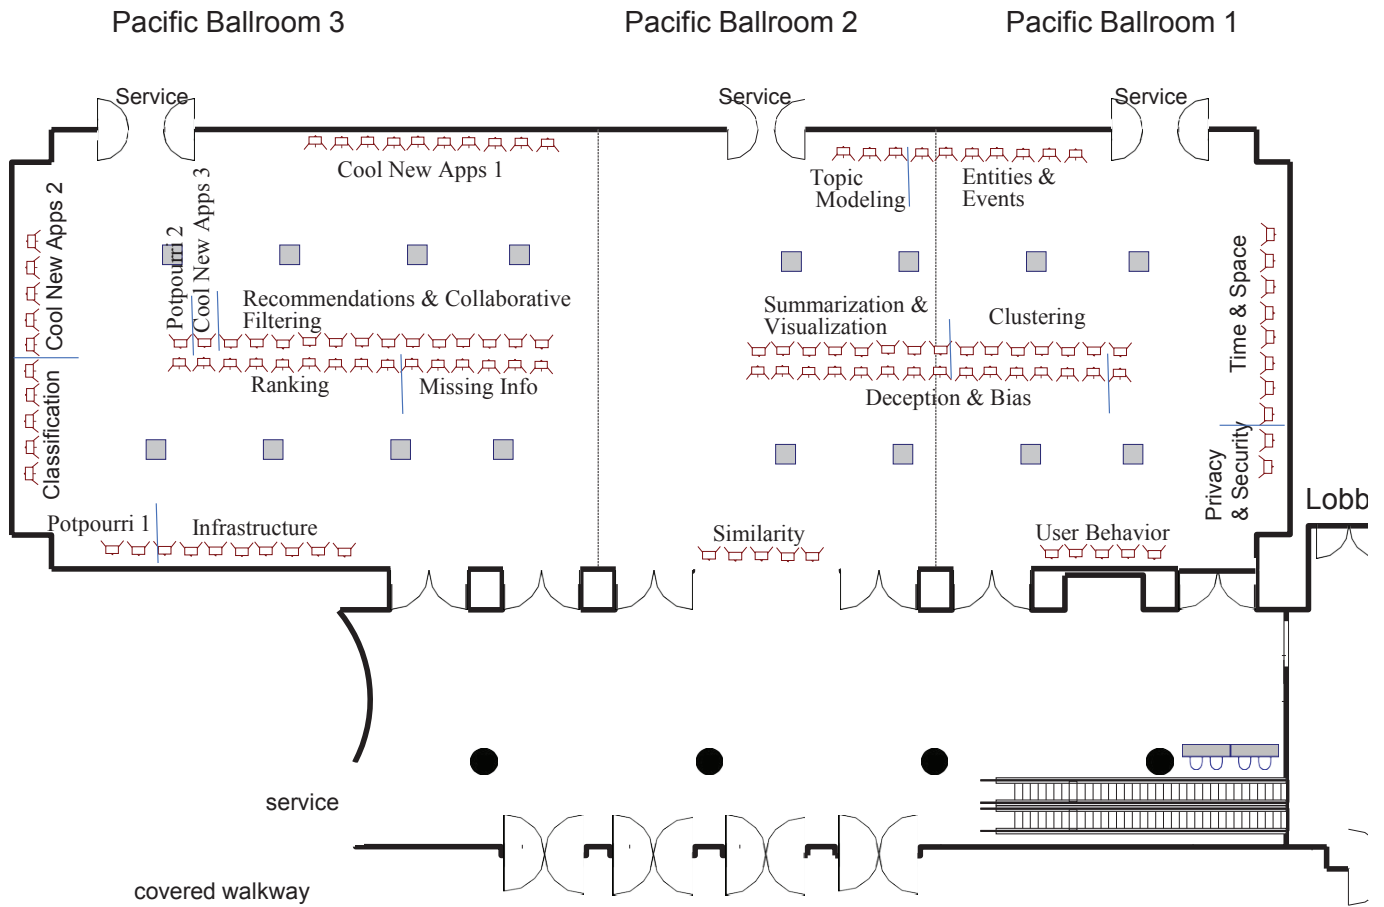 Pacific Ballroom 3
Pacific Ballroom 2
Pacific Ballroom 1
Service
Service
Service
Cool New Apps 1
Topic
Modeling
Entities &
Events
Cool New Apps 2
Potpourri 2
Cool New Apps 3
Recommendations & Collaborative
Filtering
Summarization &
Visualization
Clustering
Time & Space
Ranking
Missing Info
Deception & Bias
Classification
Privacy
& Security
Potpourri 1
Infrastructure
Similarity
User Behavior
Lobb
service
covered walkway